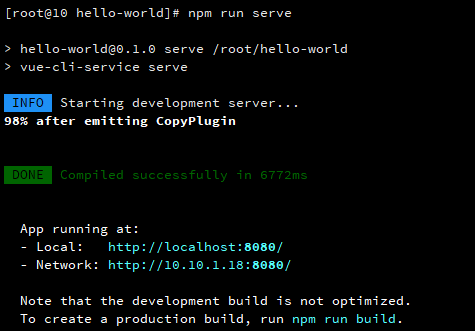 [root@10 hello-world]# npm run serve
> hello-world@0.1.0 serve /root/hello-world
> vue-cli-service serve
INFO Starting development server...
98% after emitting CopyPlugin
DONE Compiled successfully in 6772ms
App running at:
- Local: http://localhost:8080/
- Network: http://10.10.1.18:8080/
Note that the development build is not optimized.
To create a production build, run npm run build.